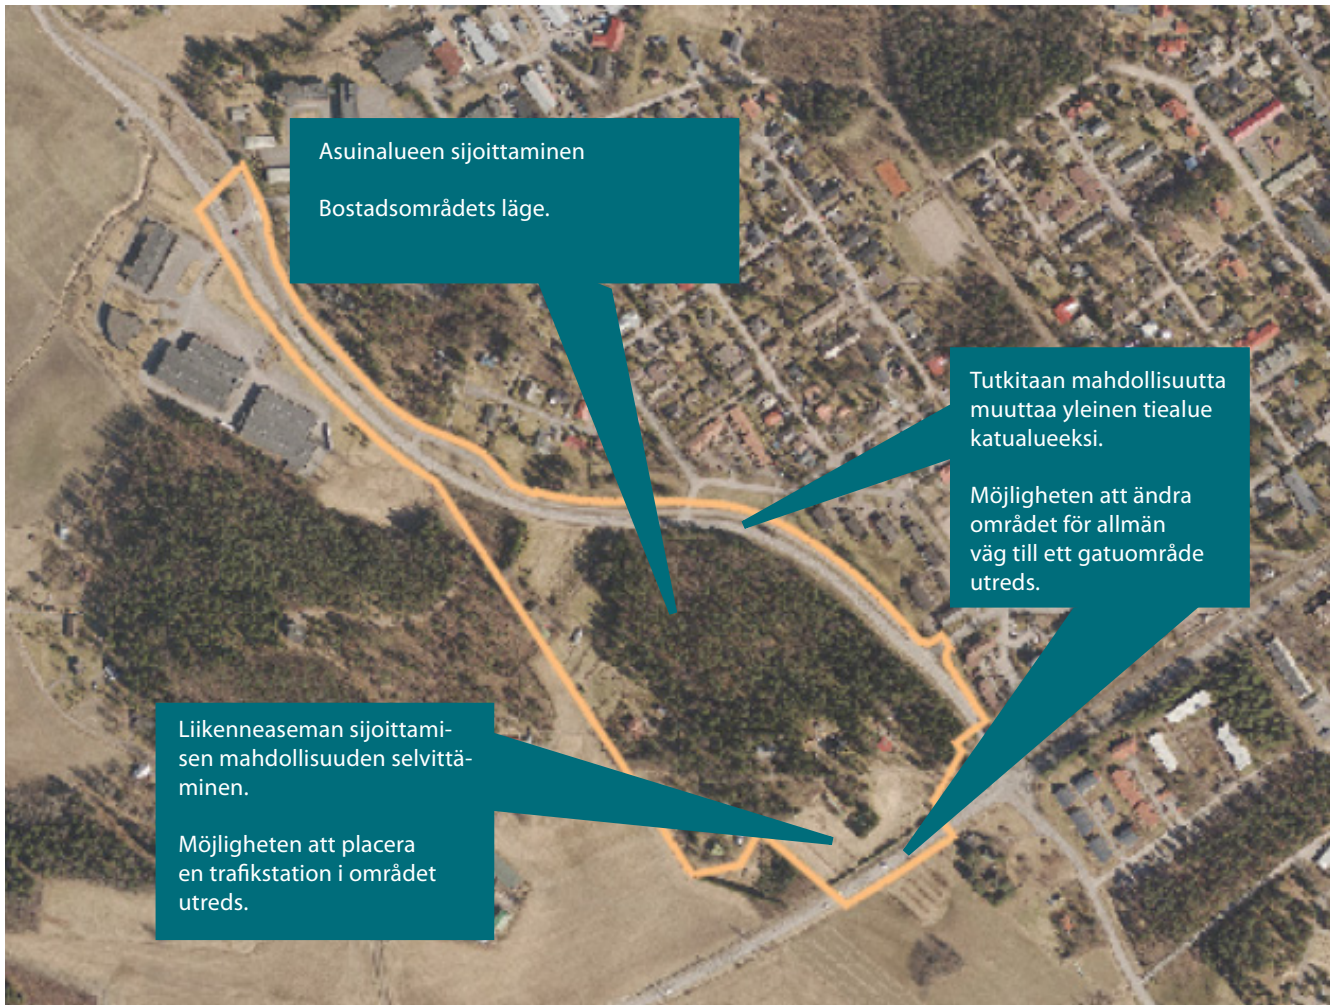 Asuinalueen sijoittaminen
Bostadsområdets läge.
Tutkitaan mahdollisuutta
muuttaa yleinen tiealue
katualueeksi.
Möjligheten att ändra
området för allmän
väg till ett gatuområde
utreds.
Liikenneaseman sijoittami-
sen mahdollisuuden selvittä-
minen.
Möjligheten att placera
en trafikstation i området
utreds.